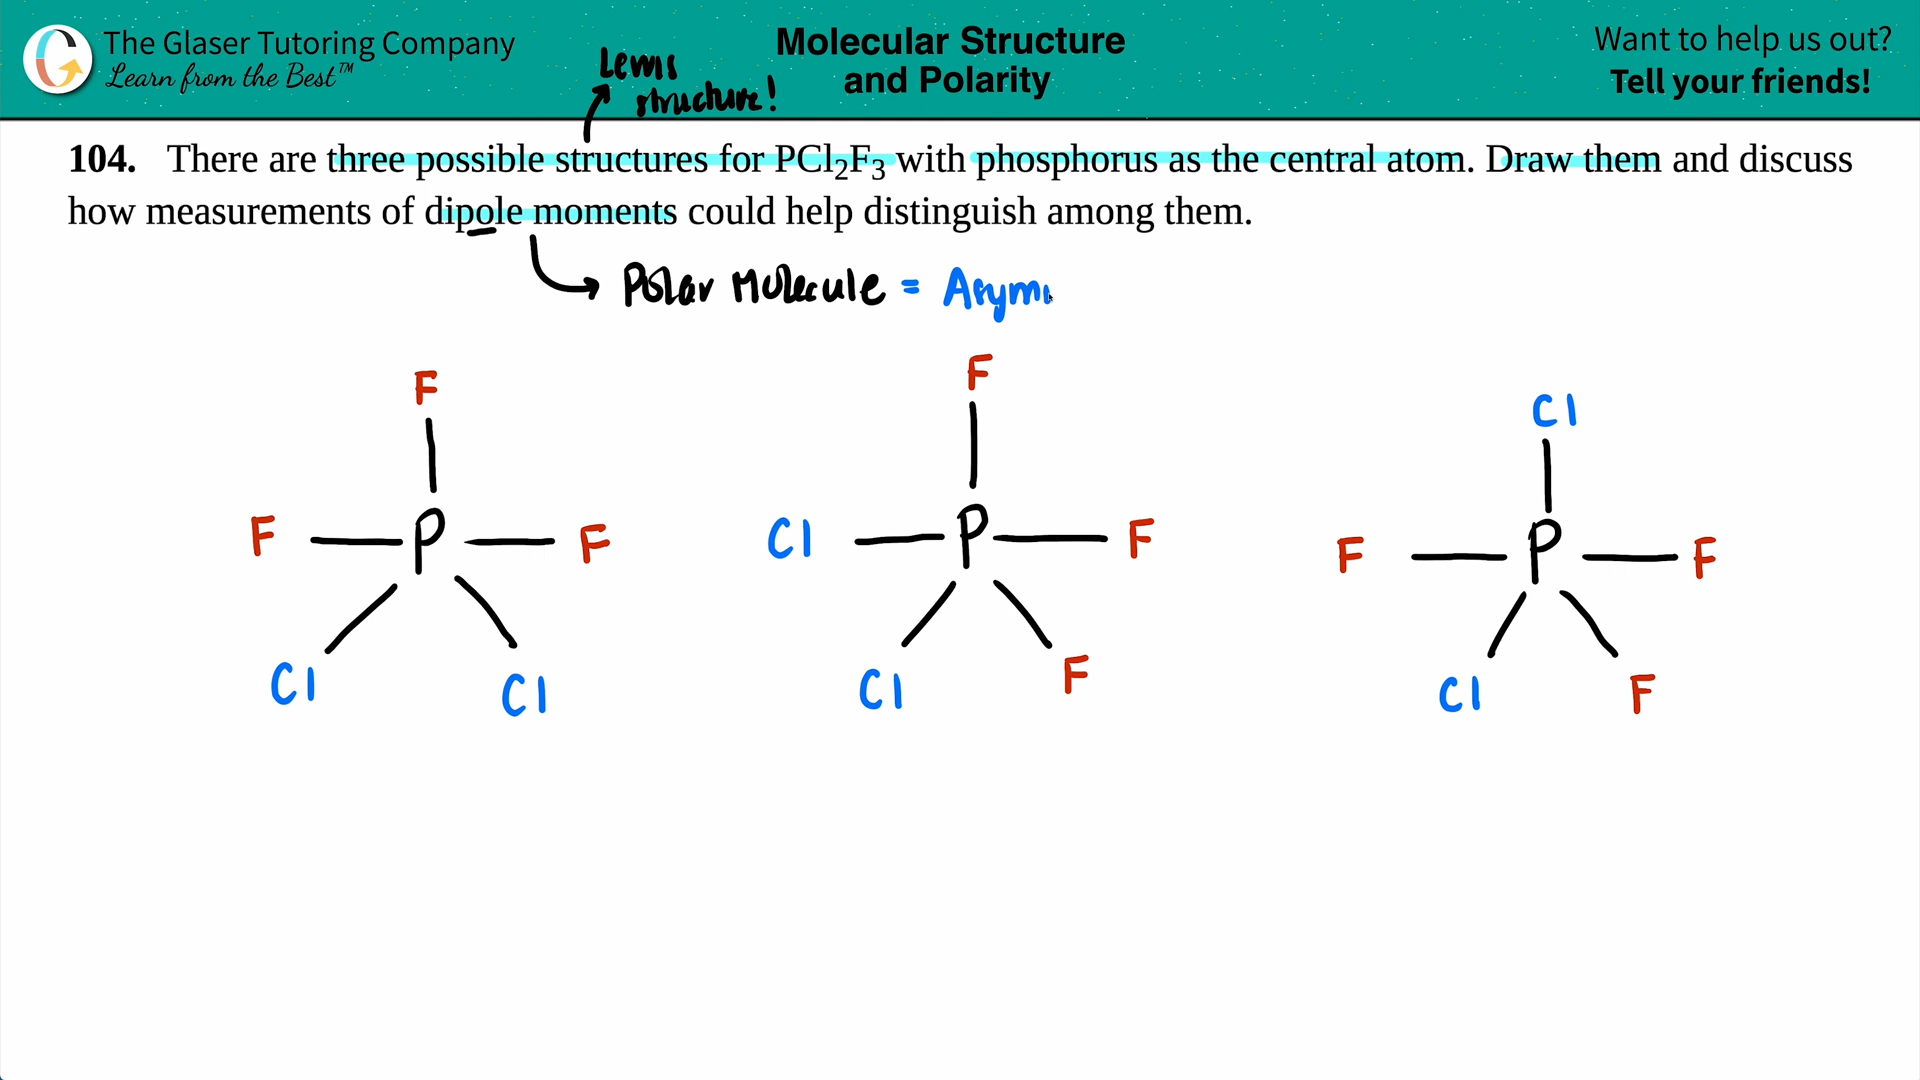 The Glaser Tutoring Company
Learn from the Best™
Molecular Structure
and Polarity
Want to help us out?
Tell your friends!
Lewis
structure!
104. There are three possible structures for PCl₂F₃ with phosphorus as the central atom. Draw them and discuss
how measurements of dipole moments could help distinguish among them.
Polar Molecule = Asym
F
F P F
Cl Cl
F
Cl P F
Cl F
Cl
F P F
Cl F